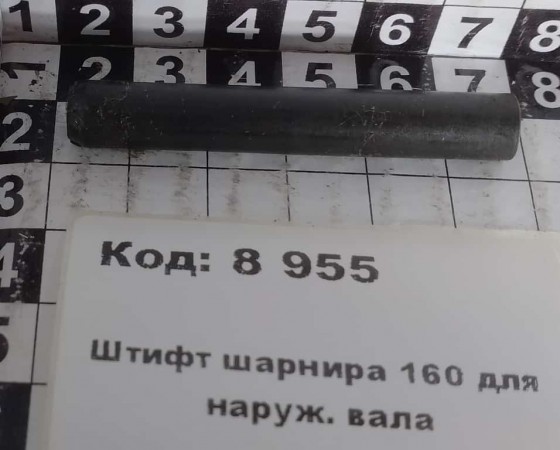 1 2 3 4 5 6 7 8
1 2 3 4 5 6 7 8
2
3
4
5
Код: 8 955
Штифт шарнира 160 для
наруж. вала